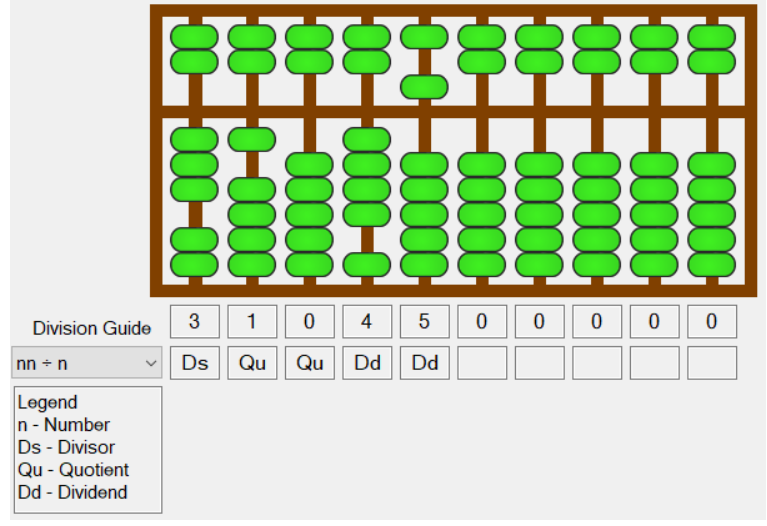 Division Guide 3 1 0 4 5 0 0 0 0 0
nn ÷ n Ds Qu Qu Dd Dd
Legend
n - Number
Ds - Divisor
Qu - Quotient
Dd - Dividend